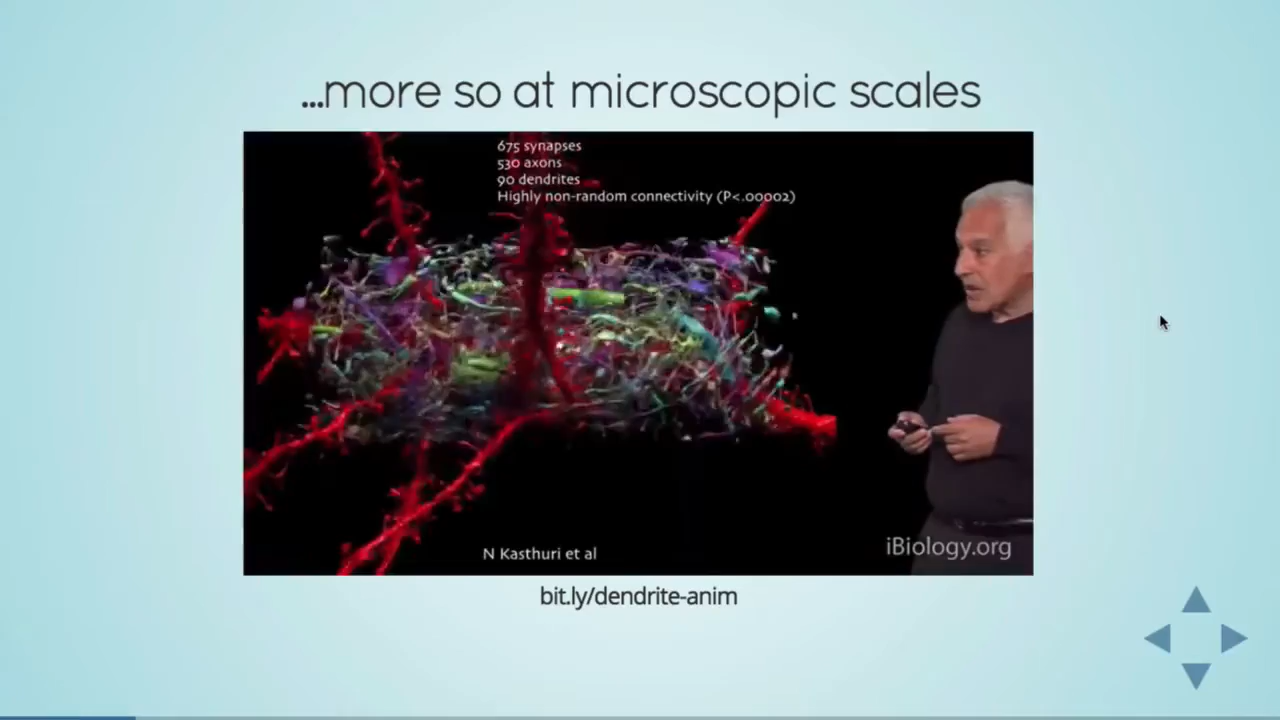 ...more so at microscopic scales
675 synapses
530 axons
90 dendrites
Highly non-random connectivity (P<.00002)
N Kasthuri et al
iBiology.org
bit.ly/dendrite-anim